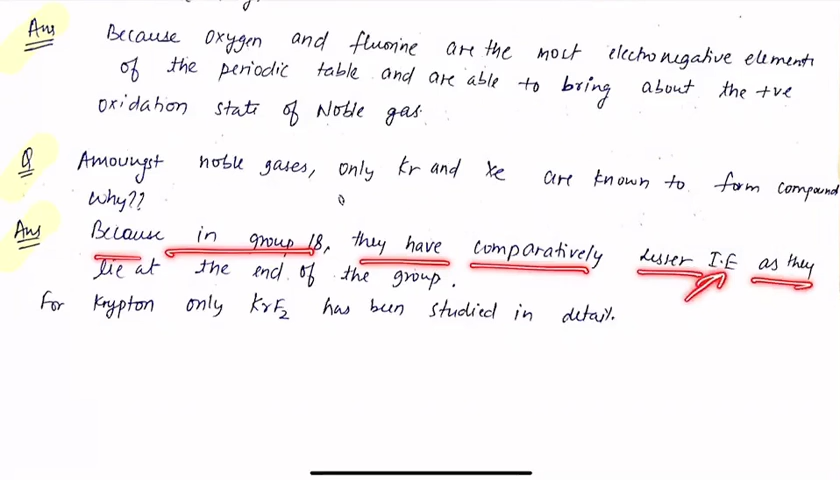 Ans Because oxygen and fluorine are the most electronegative elements
of the periodic table and are able to bring about the +ve
oxidation state of Noble gas.
Q Amoungst noble gases, only Kr and Xe are known to form compound
Why??
Ans Because in group 18, they have comparatively lesser I.E as they
lie at the end of the group.
For Krypton only KrF2 has been studied in detail.